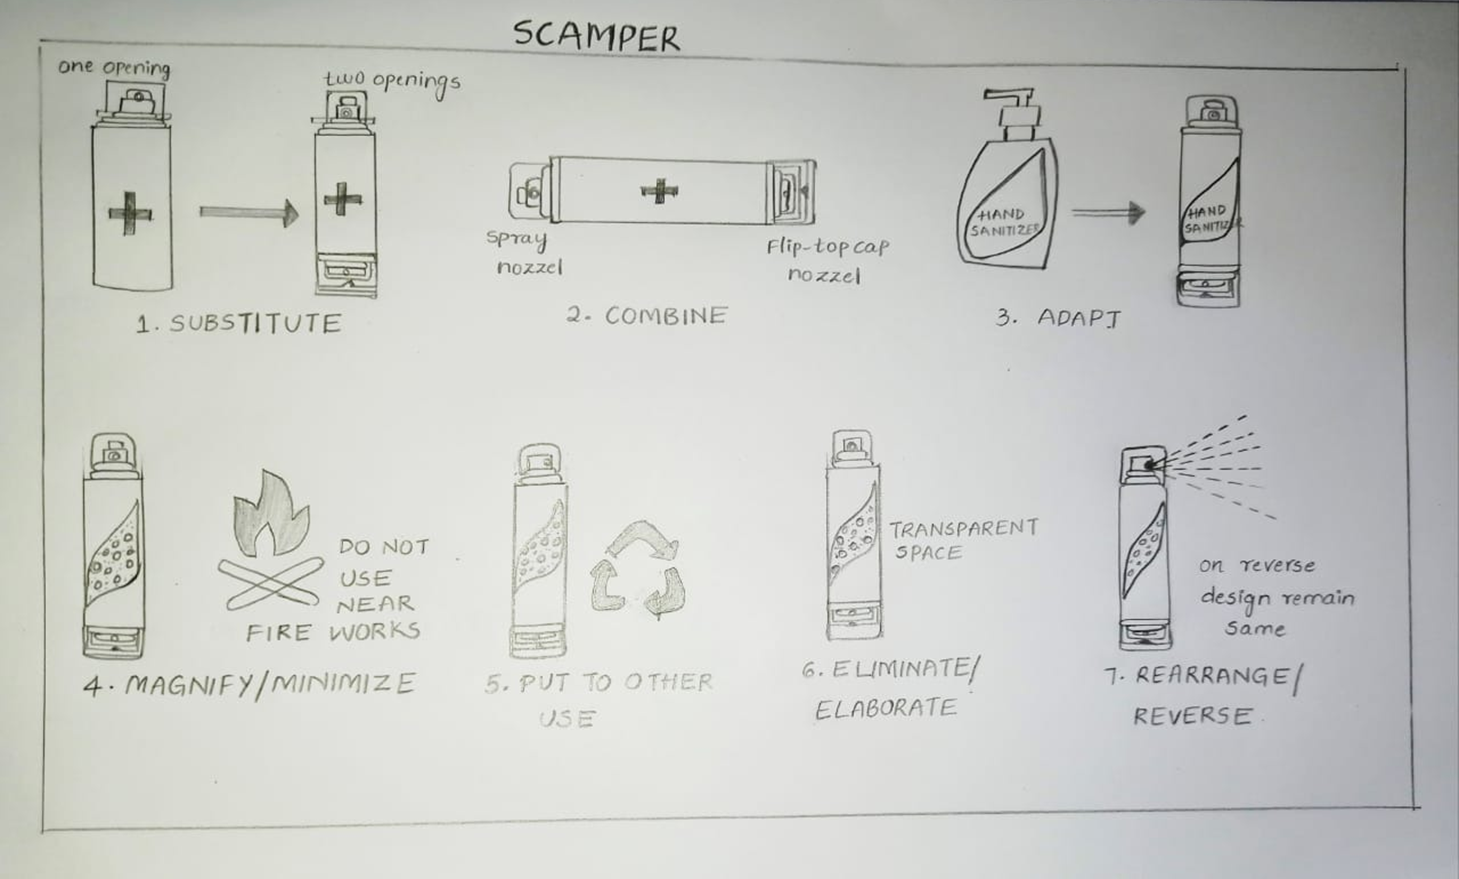 SCAMPER
one opening
two openings
1. SUBSTITUTE
Spray
nozzel
Flip-top cap
nozzel
2. COMBINE
HAND
SANITIZER
HAND
SANITIZER
3. ADAPT
DO NOT
USE
NEAR
FIRE WORKS
4. MAGNIFY/MINIMIZE
5. PUT TO OTHER
USE
TRANSPARENT
SPACE
6. ELIMINATE/
ELABORATE
on reverse
design remain
same
7. REARRANGE/
REVERSE.